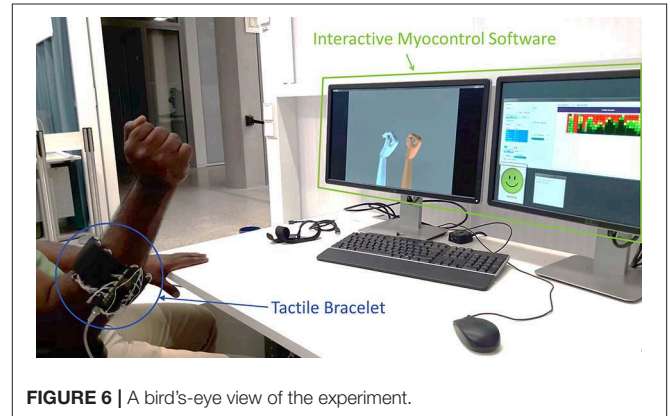 Interactive Myocontrol Software
Tactile Bracelet
FIGURE 6 | A bird's-eye view of the experiment.